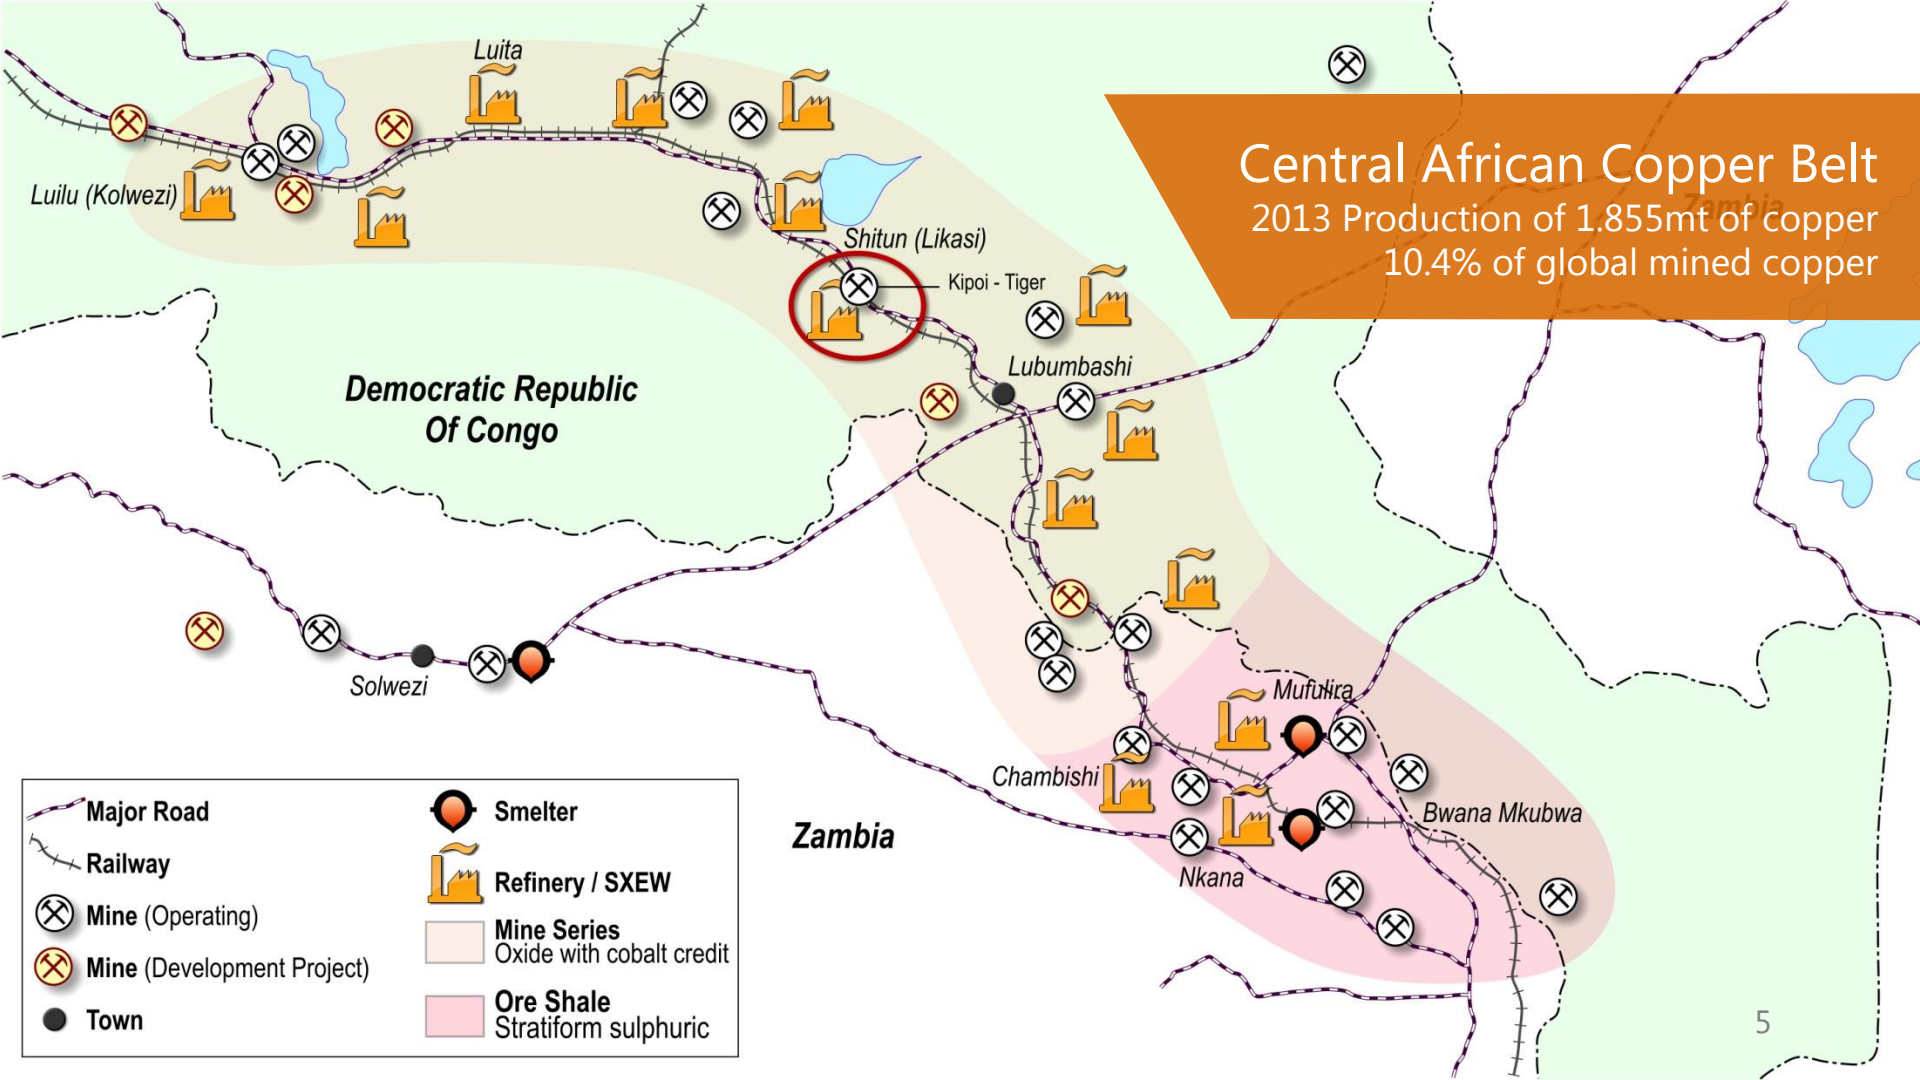 Central African Copper Belt
2013 Production of 1.855mt of copper
10.4% of global mined copper
Zambia
Luita
Luilu (Kolwezi)
Shitun (Likasi)
Kipoi - Tiger
Lubumbashi
Democratic Republic
Of Congo
Solwezi
Mufulira
Chambishi
Bwana Mkubwa
Zambia
Nkana
Major Road
Railway
Mine (Operating)
Mine (Development Project)
Town
Smelter
Refinery / SXEW
Mine Series
Oxide with cobalt credit
Ore Shale
Stratiform sulphuric
5